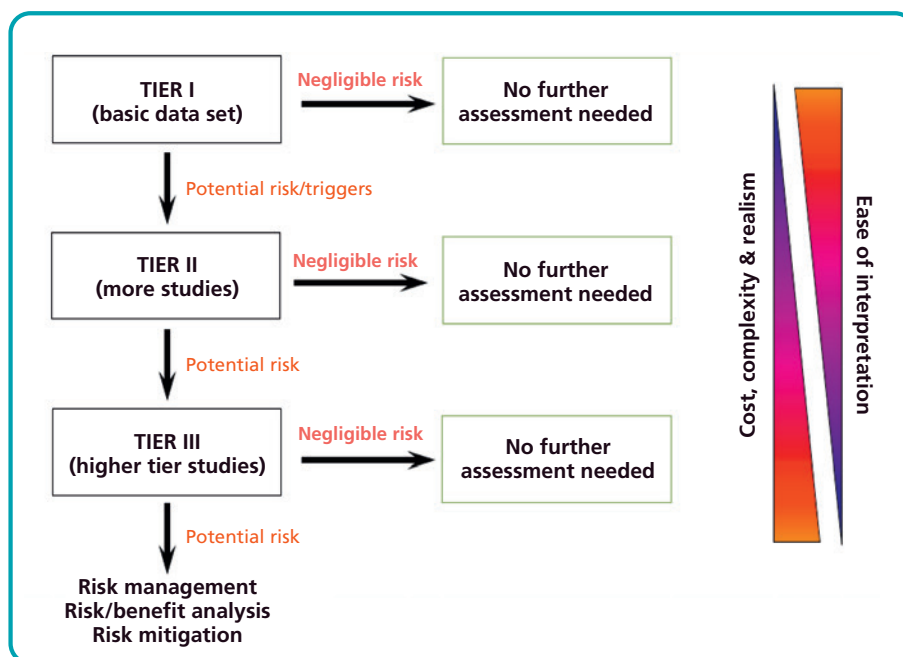 TIER I
(basic data set)
Negligible risk
No further
assessment needed
Potential risk/triggers
TIER II
(more studies)
Negligible risk
No further
assessment needed
Potential risk
TIER III
(higher tier studies)
Negligible risk
No further
assessment needed
Potential risk
Risk management
Risk/benefit analysis
Risk mitigation
Cost, complexity & realism
Ease of interpretation